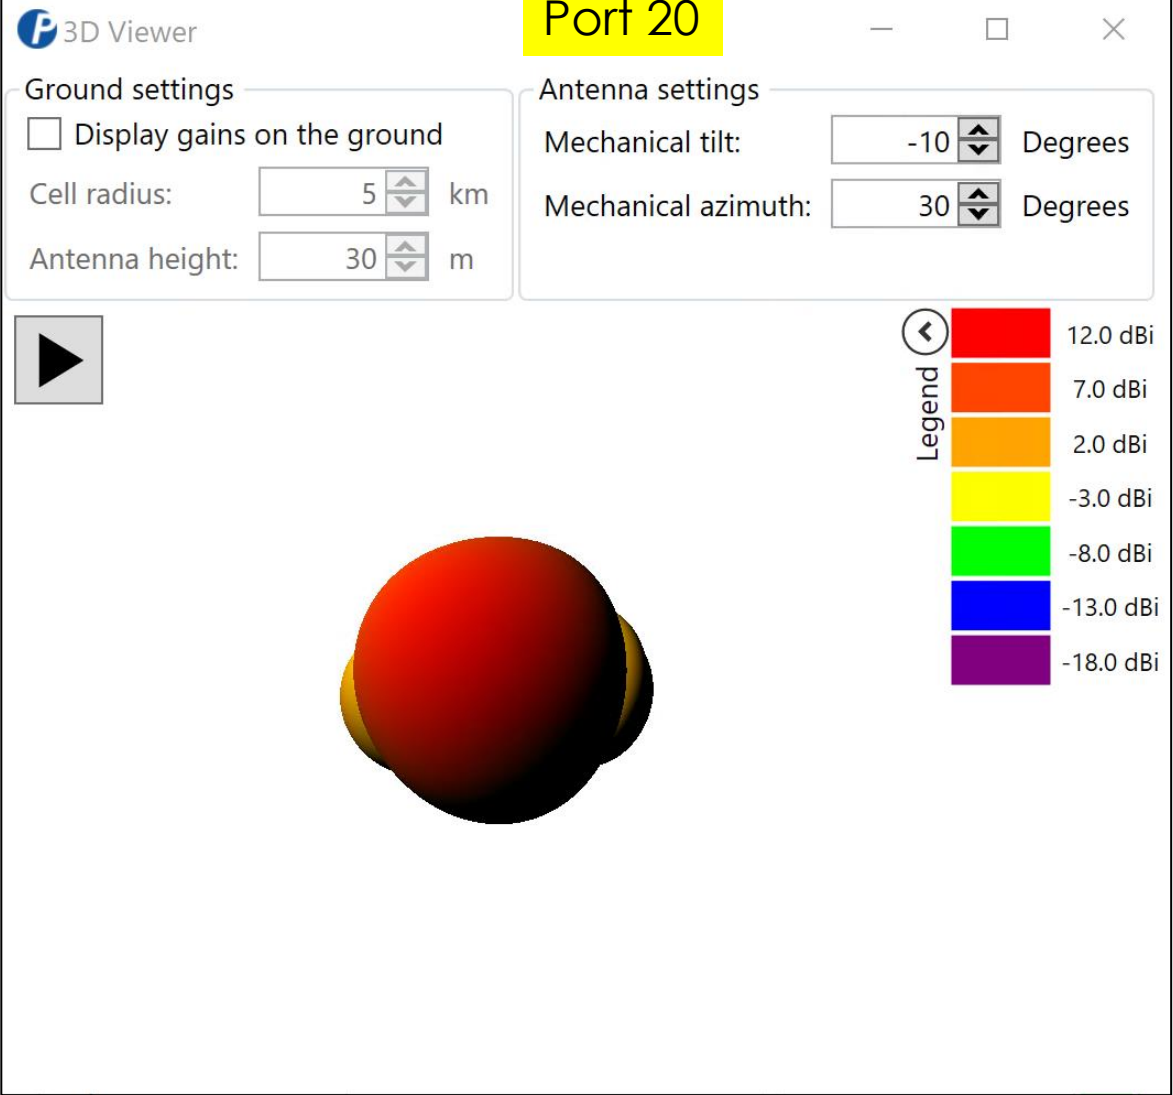 Port 20
3D Viewer
Ground settings
Display gains on the ground
Cell radius: 5 km
Antenna height: 30 m
Antenna settings
Mechanical tilt: -10 Degrees
Mechanical azimuth: 30 Degrees
Legend
12.0 dBi
7.0 dBi
2.0 dBi
-3.0 dBi
-8.0 dBi
-13.0 dBi
-18.0 dBi